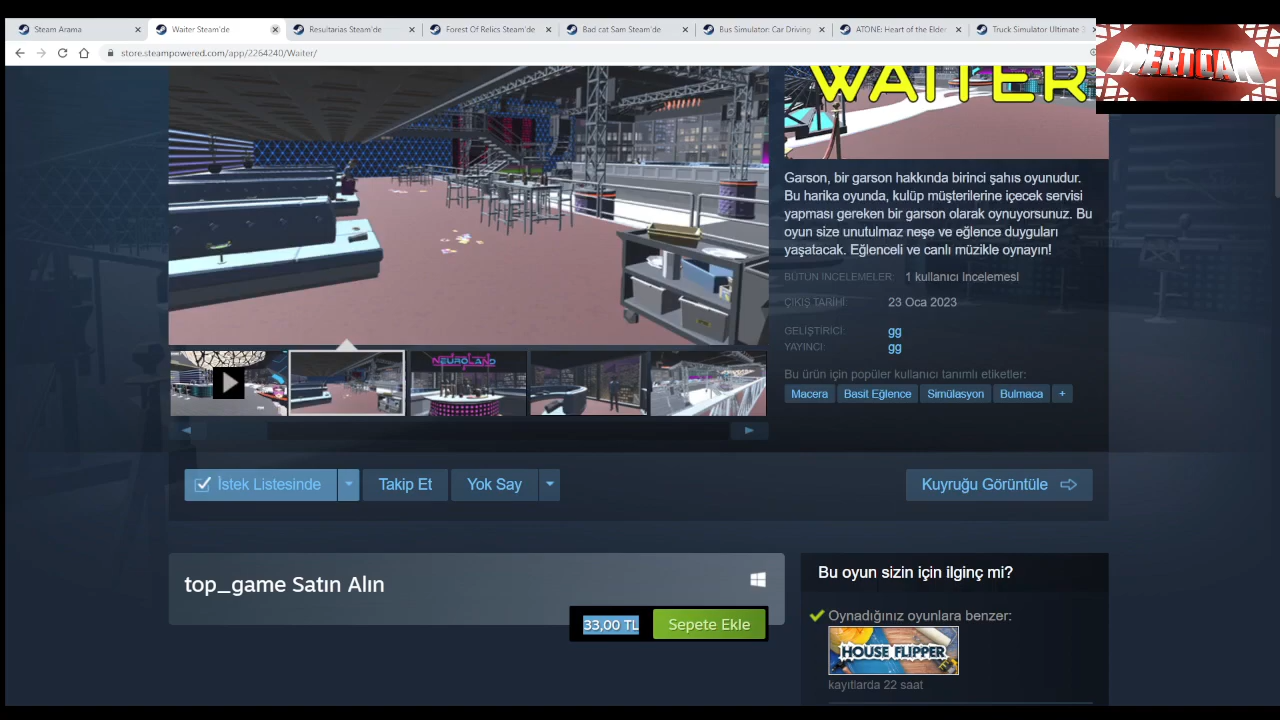 Steam Arama
Waiter Steam'de
Resultarias Steam'de
Forest Of Relics Steam'de
Bad cat Sam Steam'de
Bus Simulator: Car Driving
ATONE: Heart of the Elder
Truck Simulator Ultimate 3
store.steampowered.com/app/2264240/Waiter/
MERTCAN
WAITER
Garson, bir garson hakkında birinci şahıs oyunudur.
Bu harika oyunda, kulüp müşterilerine içecek servisi
yapması gereken bir garson olarak oynuyorsunuz. Bu
oyun size unutulmaz neşe ve eğlence duyguları
yaşatacak. Eğlenceli ve canlı müzikle oynayın!
BÜTÜN İNCELEMELER: 1 kullanıcı incelemesi
ÇIKIŞ TARİHİ: 23 Oca 2023
GELİŞTİRİCİ: gg
YAYINCI: gg
Bu ürün için popüler kullanıcı tanımlı etiketler:
Macera Basit Eğlence Simülasyon Bulmaca +
NEUROLAND
İstek Listesinde
Takip Et
Yok Say
Kuyruğu Görüntüle
top_game Satın Alın
33,00 TL
Sepete Ekle
Bu oyun sizin için ilginç mi?
Oynadığınız oyunlara benzer:
HOUSE FLIPPER
kayıtlarda 22 saat